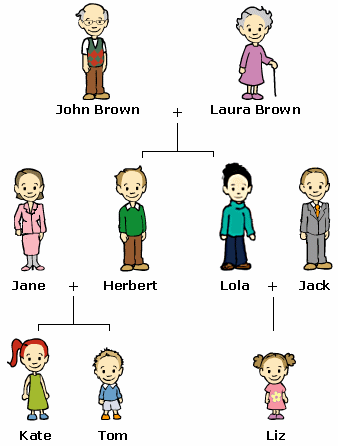 John Brown + Laura Brown
Jane + Herbert Lola + Jack
Kate Tom Liz